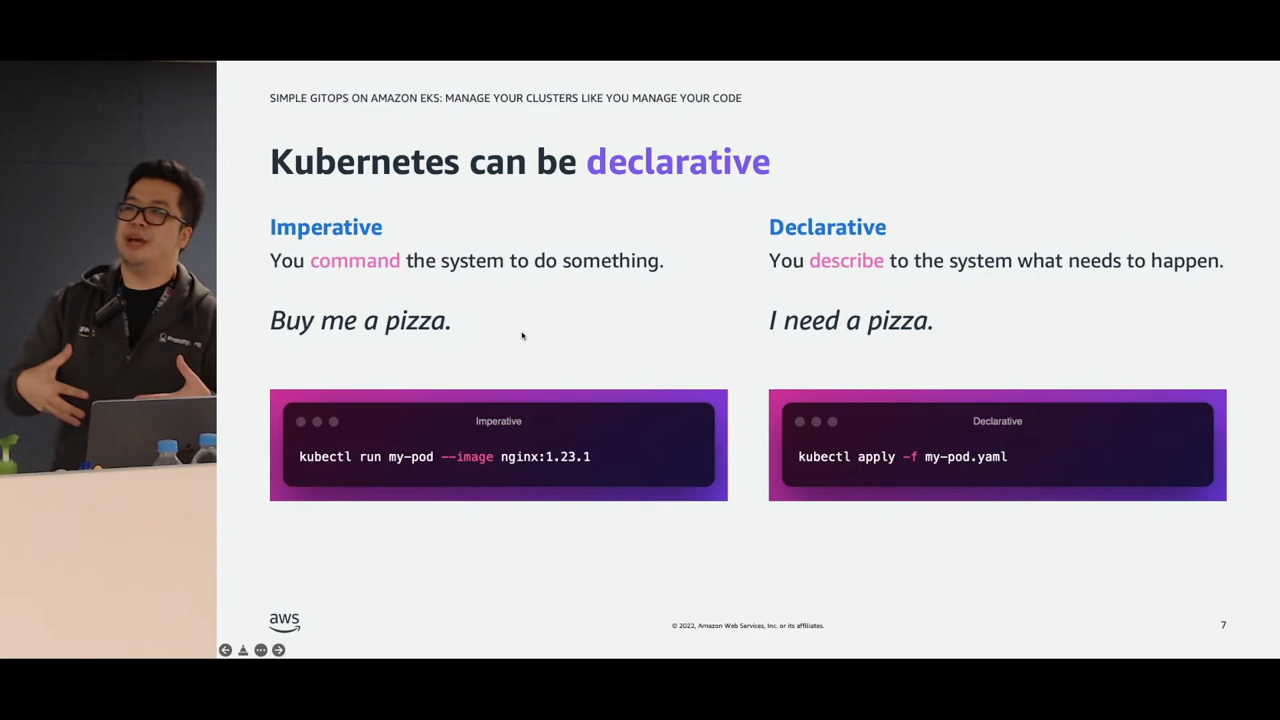 SIMPLE GITOPS ON AMAZON EKS: MANAGE YOUR CLUSTERS LIKE YOU MANAGE YOUR CODE
Kubernetes can be declarative
Imperative
You command the system to do something.
Buy me a pizza.
Imperative
kubectl run my-pod --image nginx:1.23.1
Declarative
You describe to the system what needs to happen.
I need a pizza.
Declarative
kubectl apply -f my-pod.yaml
aws
© 2022, Amazon Web Services, Inc. or its affiliates.
7
aws